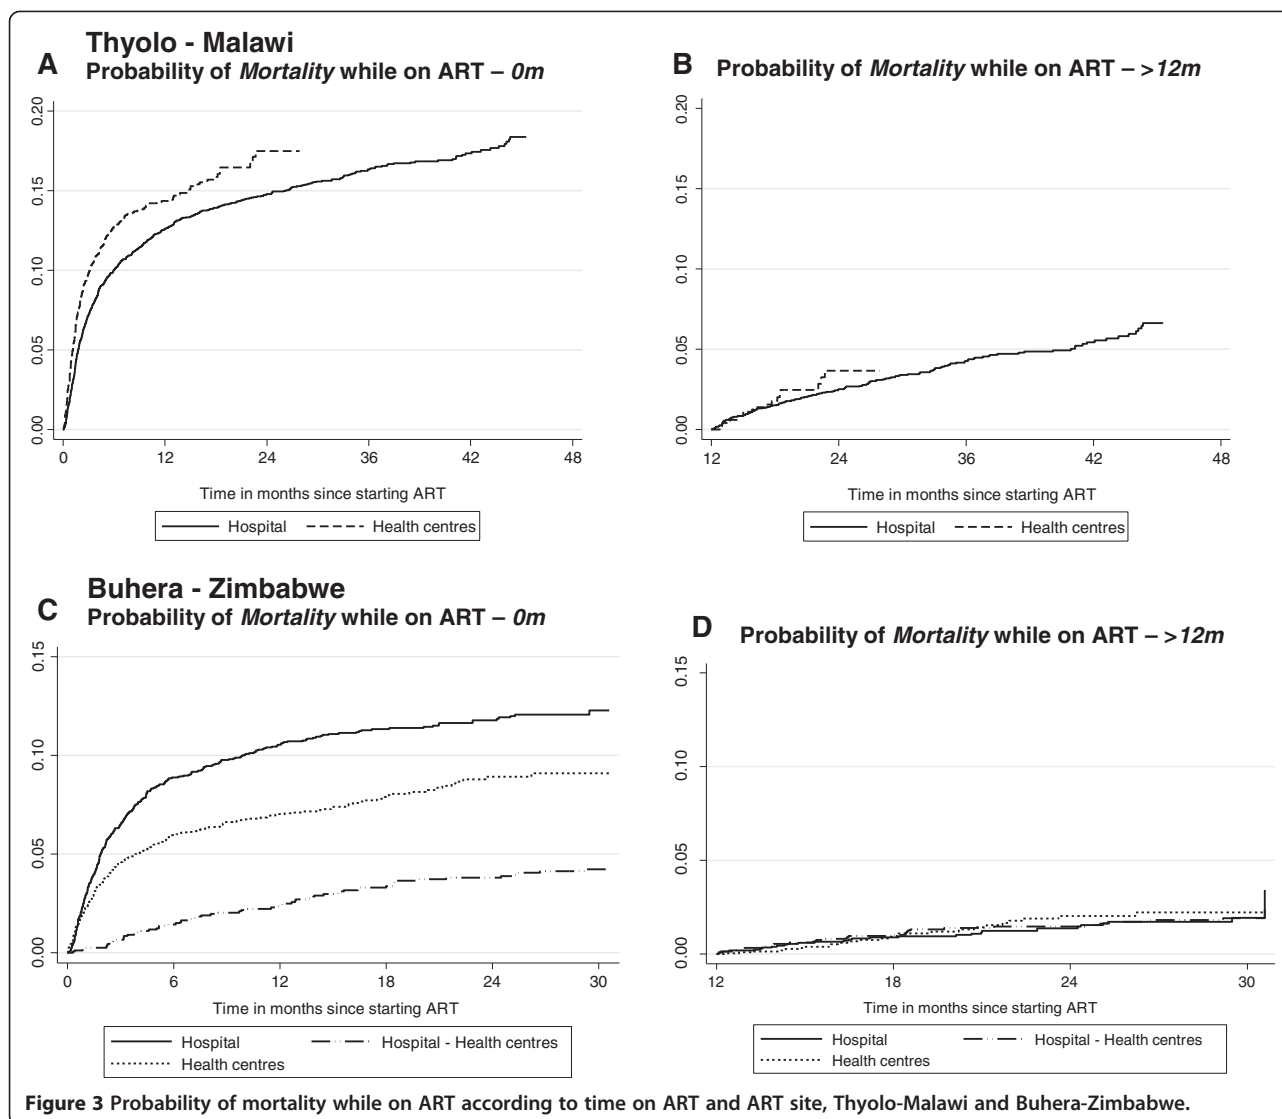 Thyolo - Malawi
A Probability of Mortality while on ART – 0m
0.20
0.15
0.10
0.05
0.00
0 12 24 36 42 48
Time in months since starting ART
Hospital Health centres
B Probability of Mortality while on ART – >12m
0.20
0.15
0.10
0.05
0.00
12 24 36 42 48
Time in months since starting ART
Hospital Health centres
Buhera - Zimbabwe
C Probability of Mortality while on ART – 0m
0.15
0.10
0.05
0.00
0 6 12 18 24 30
Time in months since starting ART
Hospital Hospital - Health centres
Health centres
D Probability of Mortality while on ART – >12m
0.15
0.10
0.05
0.00
12 18 24 30
Time in months since starting ART
Hospital Hospital - Health centres
Health centres
Figure 3 Probability of mortality while on ART according to time on ART and ART site, Thyolo-Malawi and Buhera-Zimbabwe.